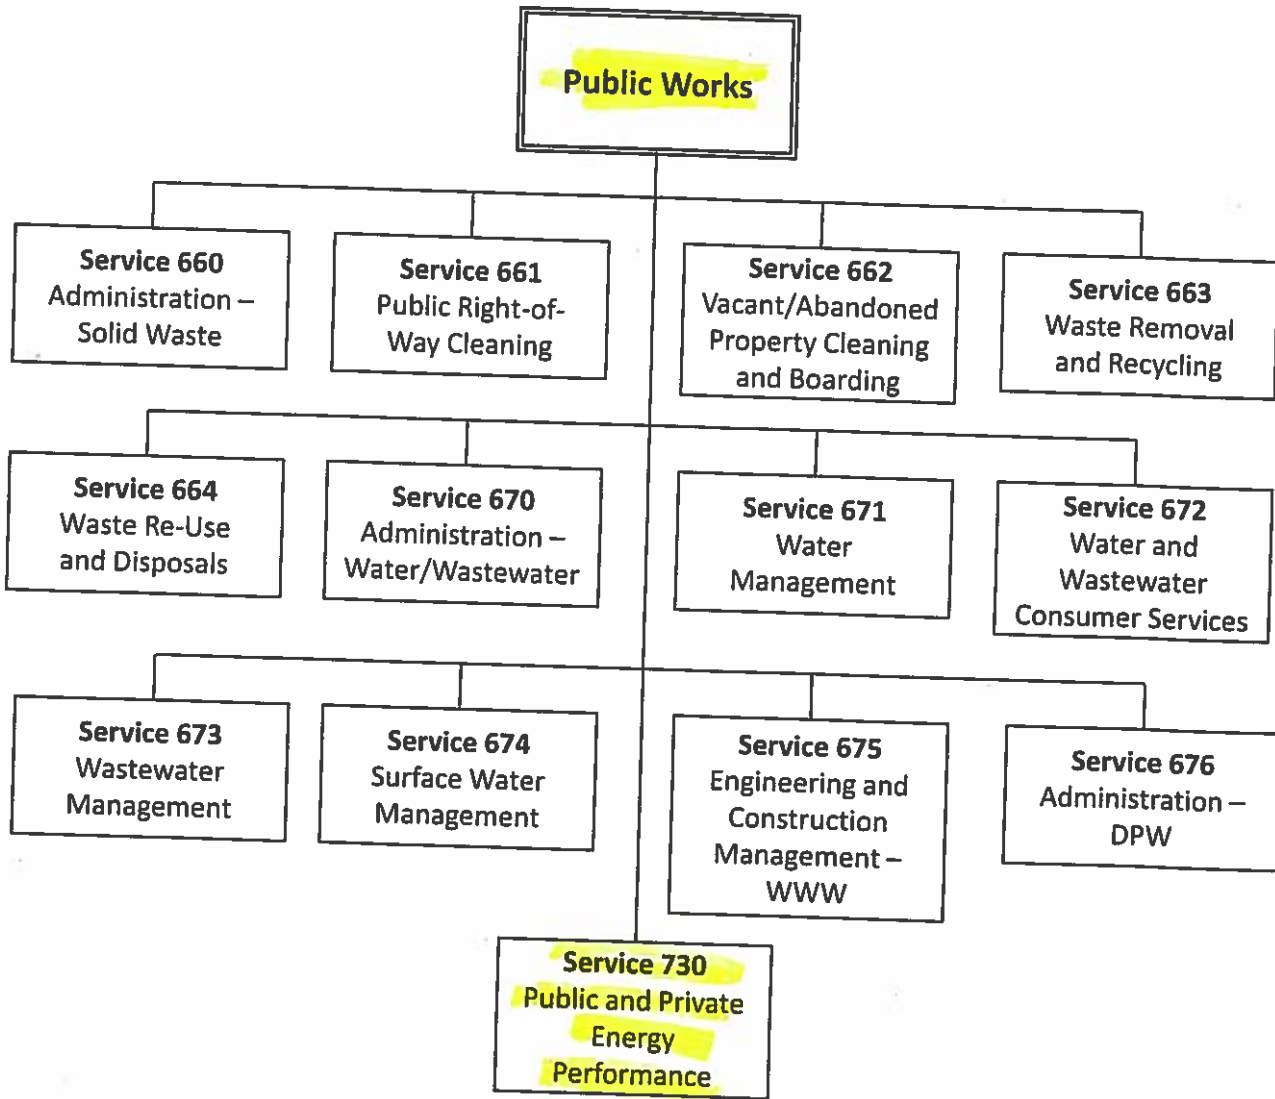 Public Works
Service 660
Administration –
Solid Waste
Service 661
Public Right-of-
Way Cleaning
Service 662
Vacant/Abandoned
Property Cleaning
and Boarding
Service 663
Waste Removal
and Recycling
Service 664
Waste Re-Use
and Disposals
Service 670
Administration –
Water/Wastewater
Service 671
Water
Management
Service 672
Water and
Wastewater
Consumer Services
Service 673
Wastewater
Management
Service 674
Surface Water
Management
Service 675
Engineering and
Construction
Management –
WWW
Service 676
Administration –
DPW
Service 730
Public and Private
Energy
Performance